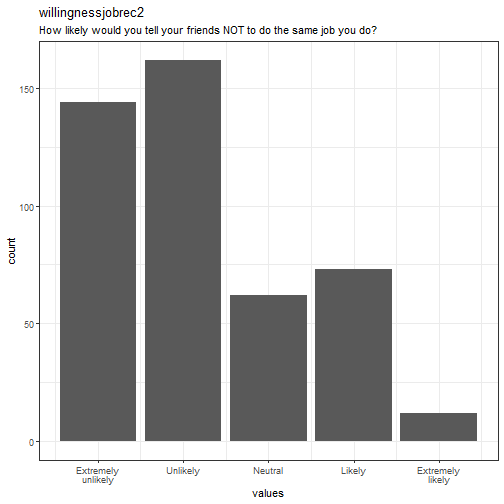 willingnessjobrec2
How likely would you tell your friends NOT to do the same job you do?
150
100
50
0
count
Extremely
unlikely
Unlikely
Neutral
Likely
Extremely
likely
values